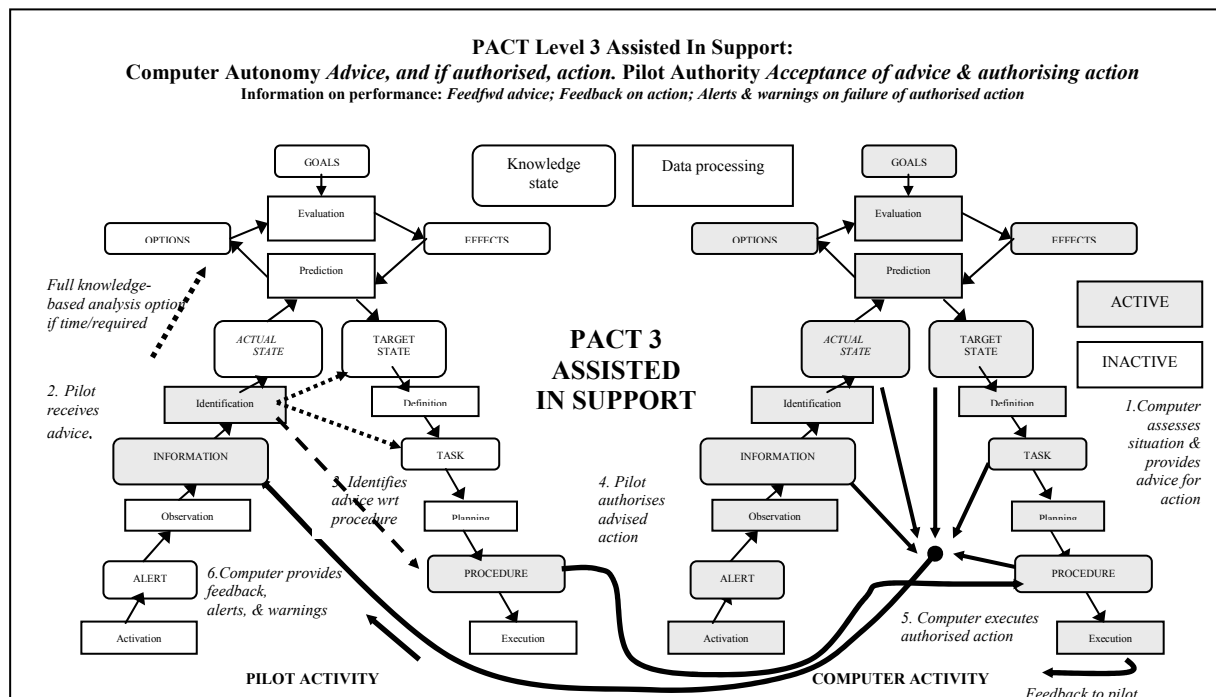 PACT Level 3 Assisted In Support:
Computer Autonomy Advice, and if authorised, action. Pilot Authority Acceptance of advice & authorising action
Information on performance: Feedfwd advice; Feedback on action; Alerts & warnings on failure of authorised action
GOALS
Knowledge
state
Data processing
Evaluation
OPTIONS
EFFECTS
Prediction
Full knowledge-
based analysis option
if time/required
ACTUAL
STATE
TARGET
STATE
2. Pilot
receives
advice.
Identification
Definition
INFORMATION
TASK
3. Identifies
advice wrt
procedure
Observation
Planning
ALERT
PROCEDURE
6.Computer provides
feedback,
alerts, & warnings
Activation
Execution
PILOT ACTIVITY
PACT 3
ASSISTED
IN SUPPORT
GOALS
Evaluation
OPTIONS
EFFECTS
Prediction
ACTIVE
INACTIVE
ACTUAL
STATE
TARGET
STATE
Identification
Definition
1.Computer
assesses
situation &
provides
advice for
action
INFORMATION
TASK
4. Pilot
authorises
advised
action
Observation
Planning
ALERT
PROCEDURE
5. Computer executes
authorised action
Activation
Execution
COMPUTER ACTIVITY
Feedback to pilot